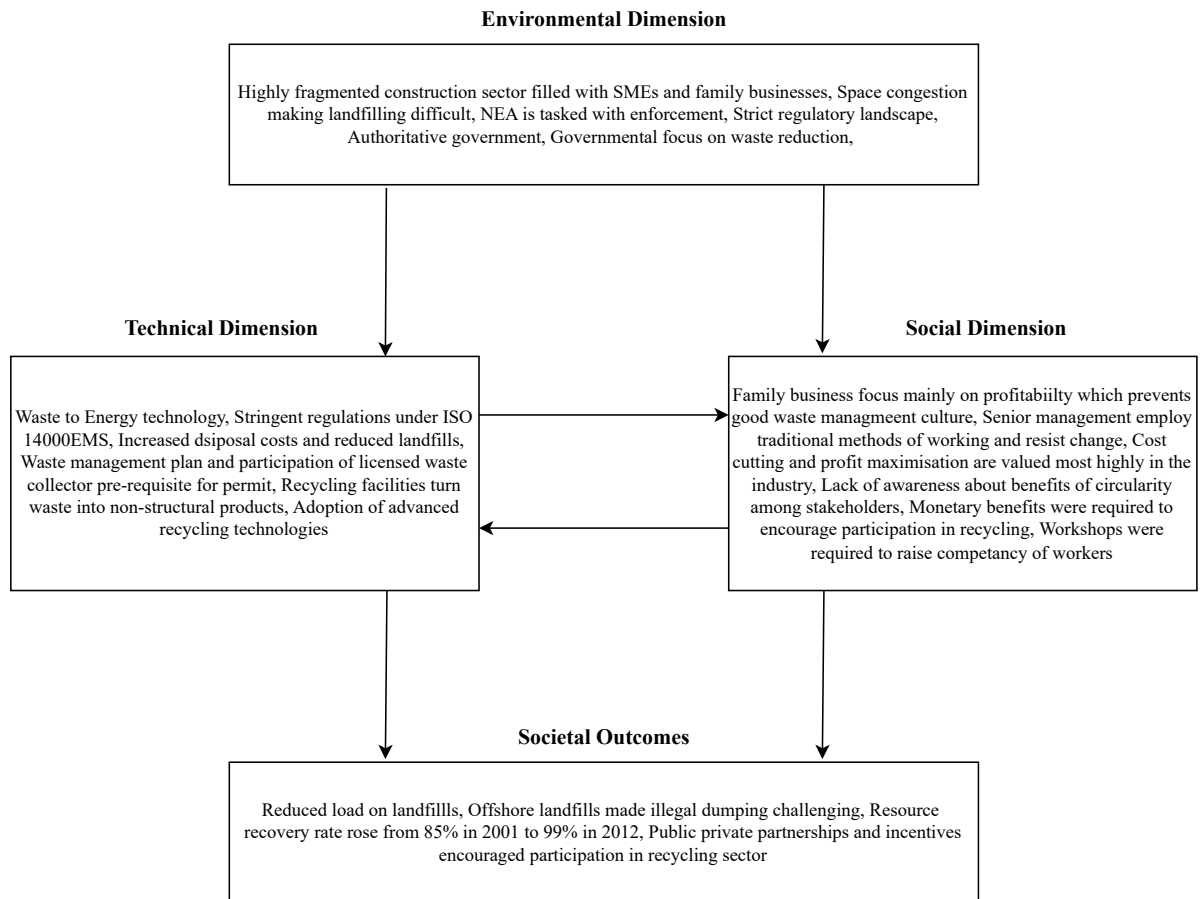 Environmental Dimension
Highly fragmented construction sector filled with SMEs and family businesses, Space congestion
making landfilling difficult, NEA is tasked with enforcement, Strict regulatory landscape,
Authoritative government, Governmental focus on waste reduction,
Technical Dimension
Waste to Energy technology, Stringent regulations under ISO
14000EMS, Increased dsiposal costs and reduced landfills,
Waste management plan and participation of licensed waste
collector pre-requisite for permit, Recycling facilities turn
waste into non-structural products, Adoption of advanced
recycling technologies
Social Dimension
Family business focus mainly on profitabiilty which prevents
good waste managmeent culture, Senior management employ
traditional methods of working and resist change, Cost
cutting and profit maximisation are valued most highly in the
industry, Lack of awareness about benefits of circularity
among stakeholders, Monetary benefits were required to
encourage participation in recycling, Workshops were
required to raise competancy of workers
Societal Outcomes
Reduced load on landfillls, Offshore landfills made illegal dumping challenging, Resource
recovery rate rose from 85% in 2001 to 99% in 2012, Public private partnerships and incentives
encouraged participation in recycling sector